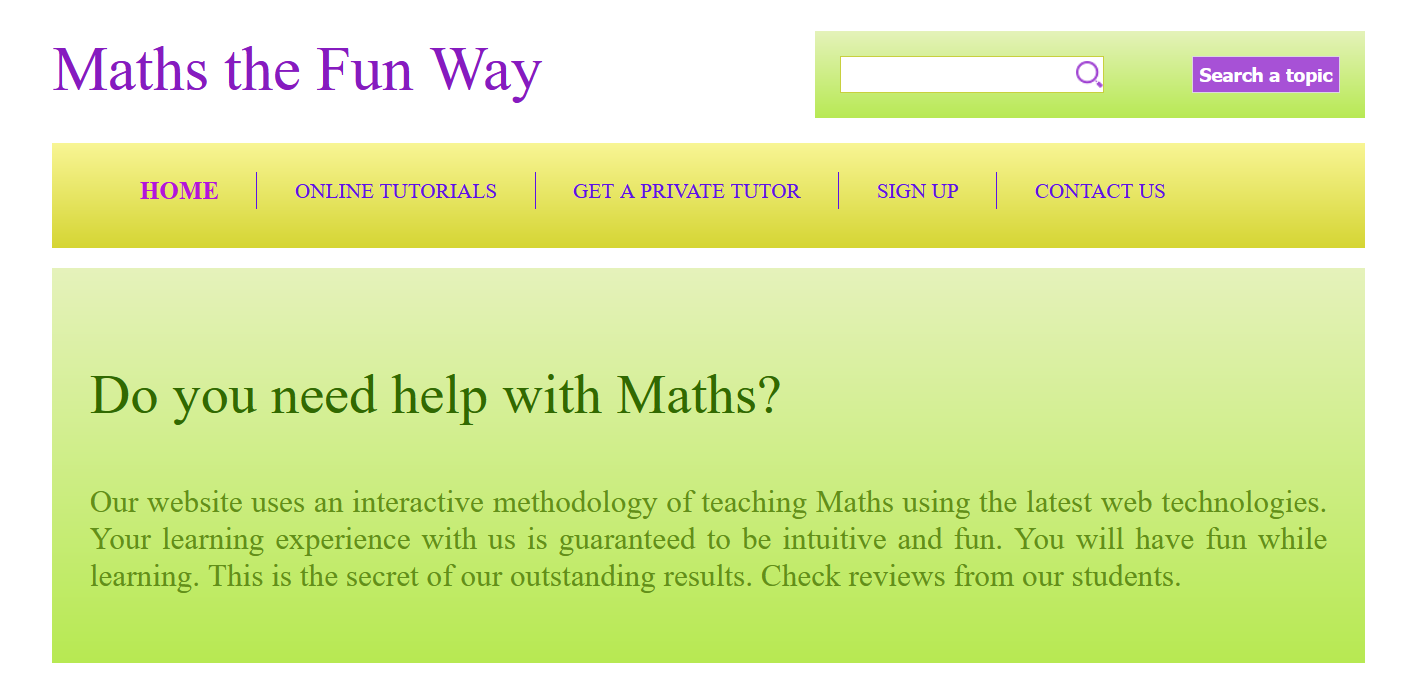 Maths the Fun Way
Search a topic
HOME
ONLINE TUTORIALS
GET A PRIVATE TUTOR
SIGN UP
CONTACT US
Do you need help with Maths?
Our website uses an interactive methodology of teaching Maths using the latest web technologies.
Your learning experience with us is guaranteed to be intuitive and fun. You will have fun while
learning. This is the secret of our outstanding results. Check reviews from our students.